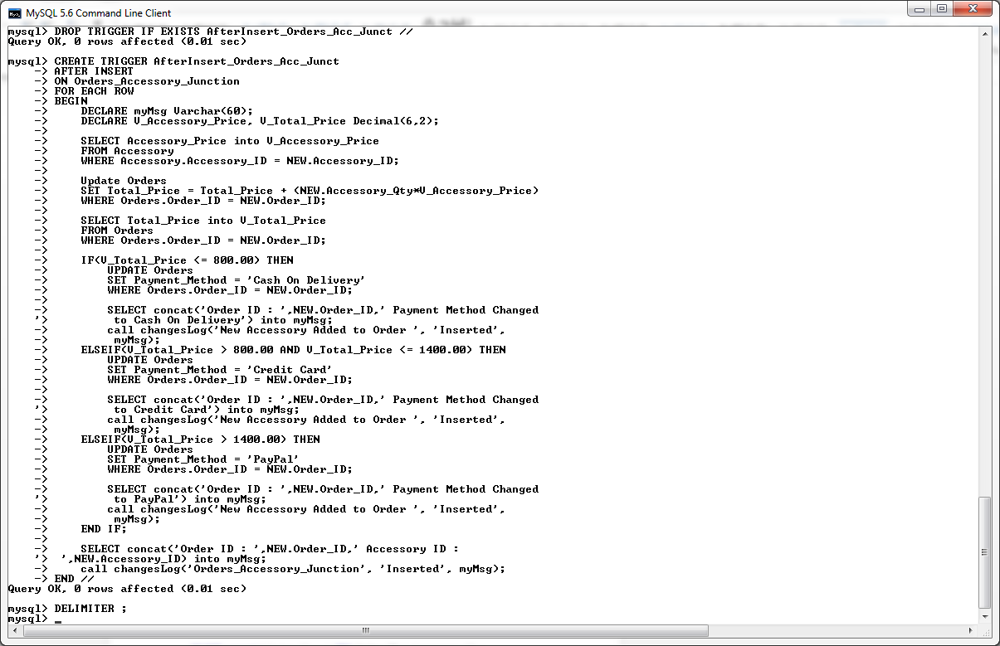 MySQL 5.6 Command Line Client
mysql> DROP TRIGGER IF EXISTS AfterInsert_Orders_Acc_Junct //
Query OK, 0 rows affected (0.01 sec)

mysql> CREATE TRIGGER AfterInsert_Orders_Acc_Junct
    -> AFTER INSERT
    -> ON Orders_Accessory_Junction
    -> FOR EACH ROW
    -> BEGIN
    ->     DECLARE myMsg Varchar(60);
    ->     DECLARE V_Accessory_Price, V_Total_Price Decimal(6,2);
    ->
    ->     SELECT Accessory_Price into V_Accessory_Price
    ->     FROM Accessory
    ->     WHERE Accessory.Accessory_ID = NEW.Accessory_ID;
    ->
    ->     Update Orders
    ->     SET Total_Price = Total_Price + (NEW.Accessory_Qty*V_Accessory_Price)
    ->     WHERE Orders.Order_ID = NEW.Order_ID;
    ->
    ->     SELECT Total_Price into V_Total_Price
    ->     FROM Orders
    ->     WHERE Orders.Order_ID = NEW.Order_ID;
    ->
    ->     IF(V_Total_Price <= 800.00) THEN
    ->         UPDATE Orders
    ->         SET Payment_Method = 'Cash On Delivery'
    ->         WHERE Orders.Order_ID = NEW.Order_ID;
    ->
    ->         SELECT concat('Order ID : ',NEW.Order_ID,' Payment Method Changed
    '>          to Cash On Delivery') into myMsg;
    ->         call changesLog('New Accessory Added to Order ', 'Inserted',
    ->          myMsg);
    ->     ELSEIF(V_Total_Price > 800.00 AND V_Total_Price <= 1400.00) THEN
    ->         UPDATE Orders
    ->         SET Payment_Method = 'Credit Card'
    ->         WHERE Orders.Order_ID = NEW.Order_ID;
    ->
    ->         SELECT concat('Order ID : ',NEW.Order_ID,' Payment Method Changed
    '>          to Credit Card') into myMsg;
    ->         call changesLog('New Accessory Added to Order ', 'Inserted',
    ->          myMsg);
    ->     ELSEIF(V_Total_Price > 1400.00) THEN
    ->         UPDATE Orders
    ->         SET Payment_Method = 'PayPal'
    ->         WHERE Orders.Order_ID = NEW.Order_ID;
    ->
    ->         SELECT concat('Order ID : ',NEW.Order_ID,' Payment Method Changed
    '>          to PayPal') into myMsg;
    ->         call changesLog('New Accessory Added to Order ', 'Inserted',
    ->          myMsg);
    ->     END IF;
    ->
    ->     SELECT concat('Order ID : ',NEW.Order_ID,' Accessory ID :
    '>  ',NEW.Accessory_ID) into myMsg;
    ->     call changesLog('Orders_Accessory_Junction', 'Inserted', myMsg);
    -> END //
Query OK, 0 rows affected (0.01 sec)

mysql> DELIMITER ;
mysql> _